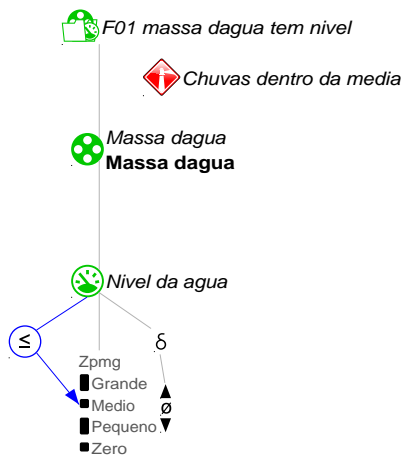 F01 massa dagua tem nivel
Chuvas dentro da media
Massa dagua
Massa dagua
Nivel da agua
≤
δ
Zpmg
Grande
Medio
ø
Pequeno
Zero